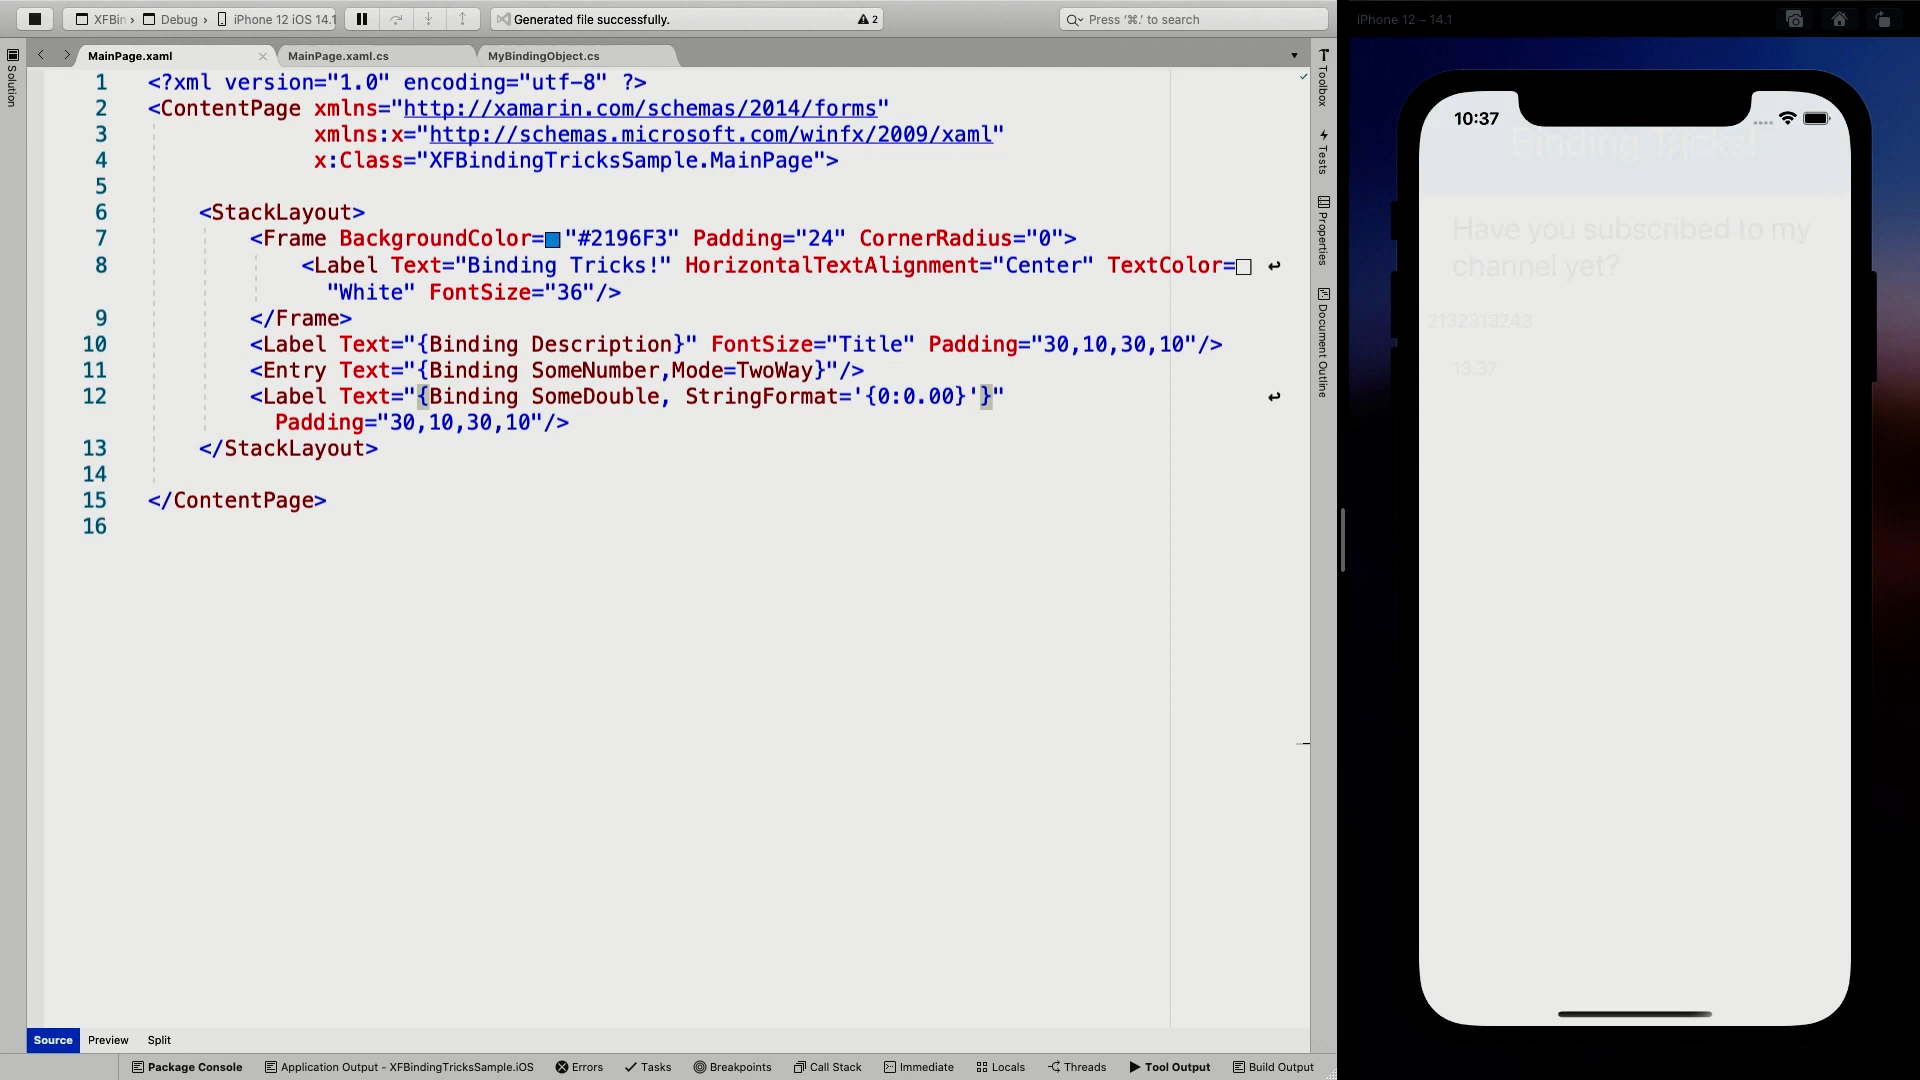 XFBin › Debug › iPhone 12 iOS 14.1
Generated file successfully.
2
Press ‘⌘.’ to search
iPhone 12 – 14.1
MainPage.xaml
MainPage.xaml.cs
MyBindingObject.cs
Solution
1 <?xml version="1.0" encoding="utf-8" ?>
2 <ContentPage xmlns="http://xamarin.com/schemas/2014/forms"
3 xmlns:x="http://schemas.microsoft.com/winfx/2009/xaml"
4 x:Class="XFBindingTricksSample.MainPage">
5
6 <StackLayout>
7 <Frame BackgroundColor="#2196F3" Padding="24" CornerRadius="0">
8 <Label Text="Binding Tricks!" HorizontalTextAlignment="Center" TextColor=
"White" FontSize="36"/>
9 </Frame>
10 <Label Text="{Binding Description}" FontSize="Title" Padding="30,10,30,10"/>
11 <Entry Text="{Binding SomeNumber,Mode=TwoWay}"/>
12 <Label Text="{Binding SomeDouble, StringFormat='{0:0.00}'}"
Padding="30,10,30,10"/>
13 </StackLayout>
14
15 </ContentPage>
16
Toolbox
Tests
Properties
Document Outline
10:37
Binding Tricks!
Have you subscribed to my
channel yet?
2132313243
13.37
Source Preview Split
Package Console Application Output - XFBindingTricksSample.iOS Errors Tasks Breakpoints Call Stack Immediate Locals Threads Tool Output Build Output